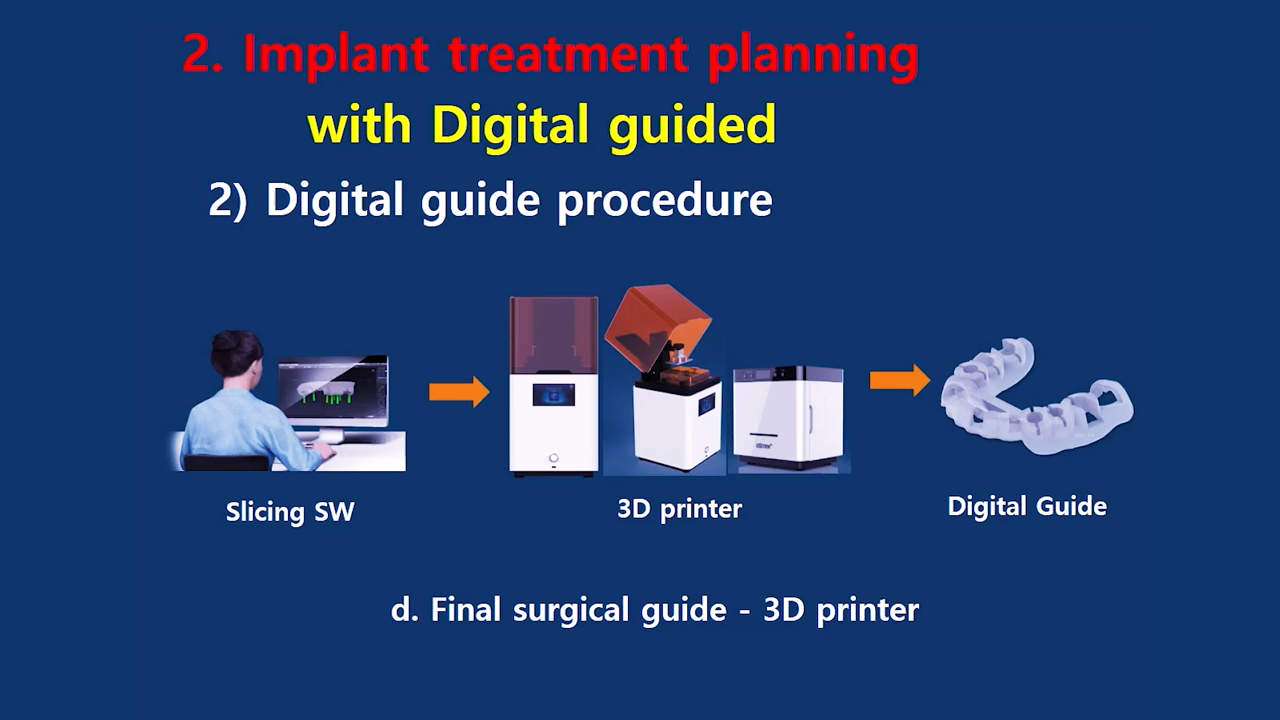 2. Implant treatment planning
with Digital guided
2) Digital guide procedure
Slicing SW
3D printer
Digital Guide
d. Final surgical guide - 3D printer